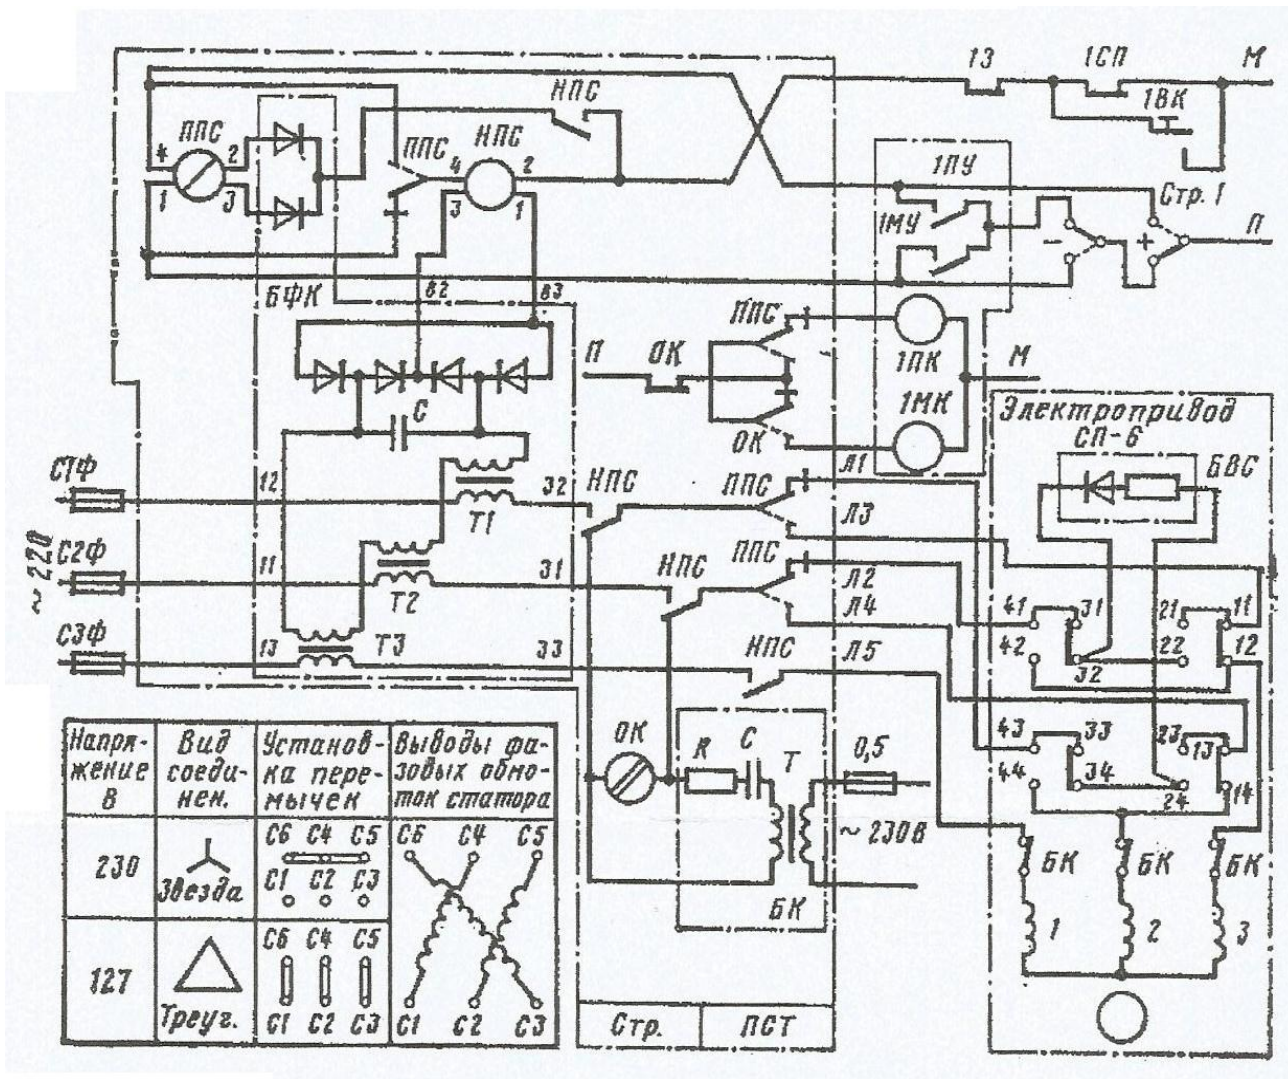 13
1СП
М
1ВК
НПС
ППС
4
2
1
3
ППС
НПС
4
2
3
1
1ПУ
Стр. 1
1МУ
−
+
П
БФК
В2
В3
ППС
П
ОК
1ПК
М
С
1МК
ОК
Электропривод
СП-6
БВС
С1Ф
12
32
НПС
ППС
Л1
Т1
Л3
~ 220
С2Ф
11
31
НПС
ППС
Л2
Т2
Л4
41
31
21
11
42
32
22
12
С3Ф
13
Т3
33
НПС
Л5
43
33
23
13
44
34
24
14
ОК
R
С
Т
0,5
~ 230В
БК
БК
БК
БК
1
2
3
Стр.
ПСТ
Напря-
жение
В
Вид
соеди-
нен.
Установ-
ка пере-
мычек
Выводы фа-
зовых обмо-
ток статора
230
Звезда
С6 С4 С5
С1 С2 С3
С6 С4 С5
127
Треуг.
С6 С4 С5
С1 С2 С3
С1 С2 С3